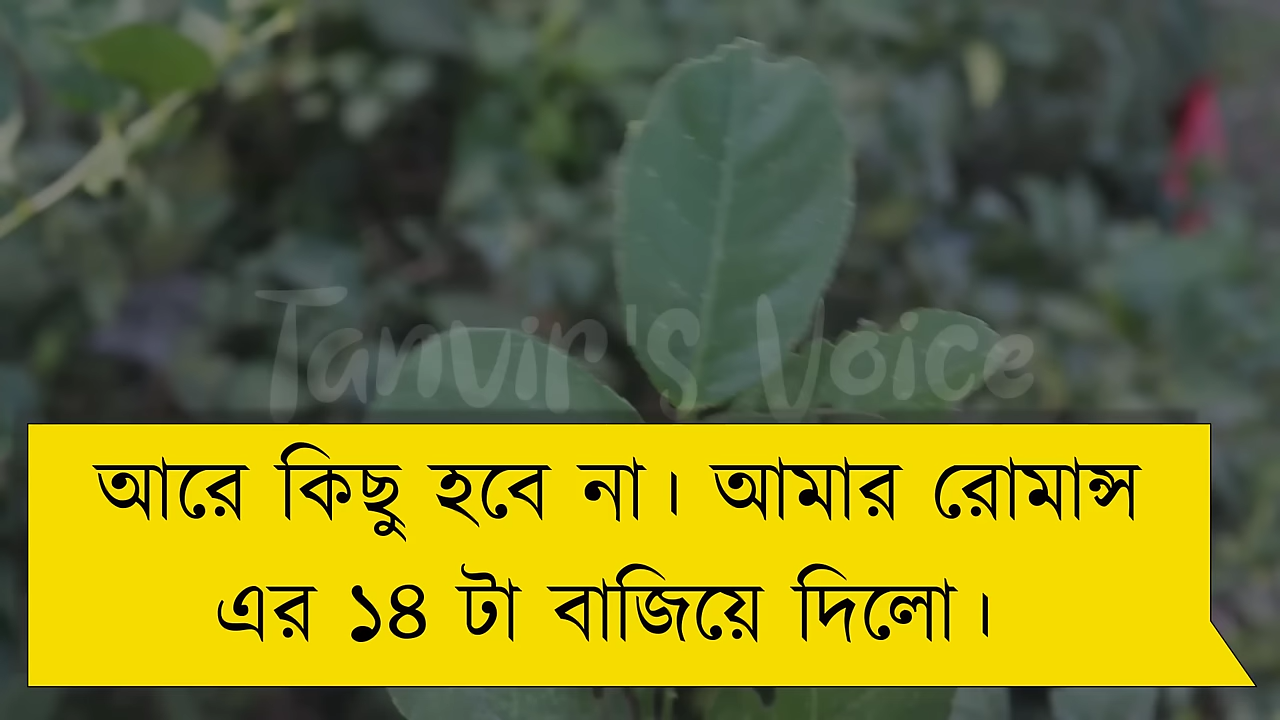 Tanvir's Voice
আরে কিছু হবে না। আমার রোমান্স
এর ১৪ টা বাজিয়ে দিলো।